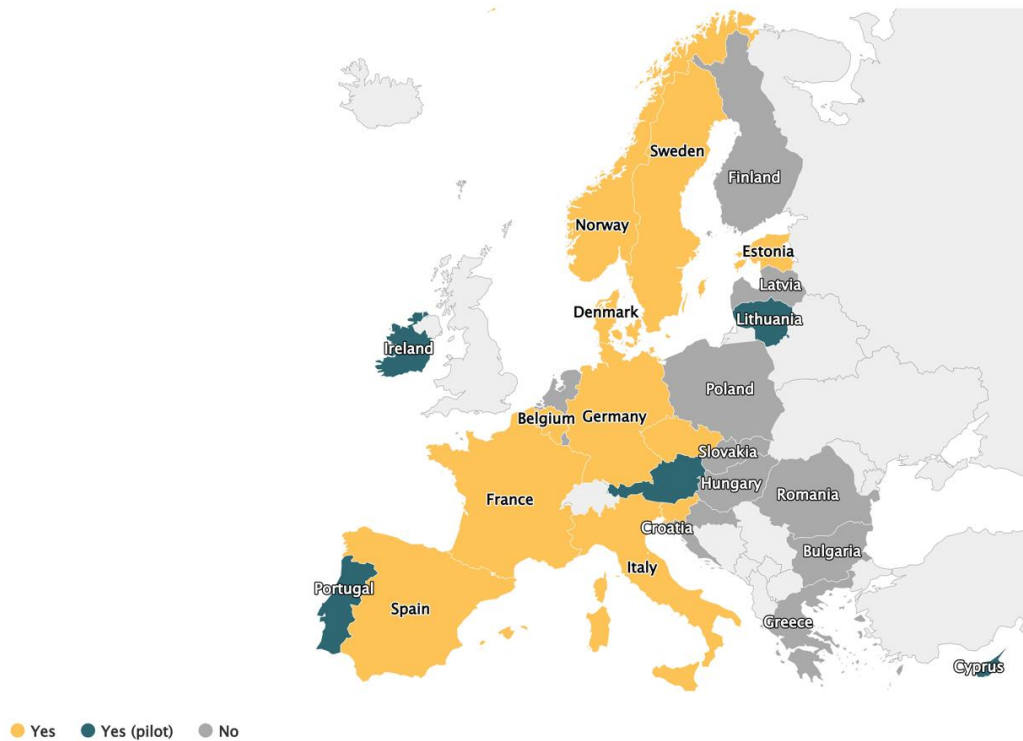 Sweden
Finland
Norway
Estonia
Latvia
Denmark
Lithuania
Ireland
Poland
Belgium
Germany
Slovakia
Hungary
France
Romania
Croatia
Bulgaria
Italy
Portugal
Spain
Greece
Cyprus
Yes
Yes (pilot)
No